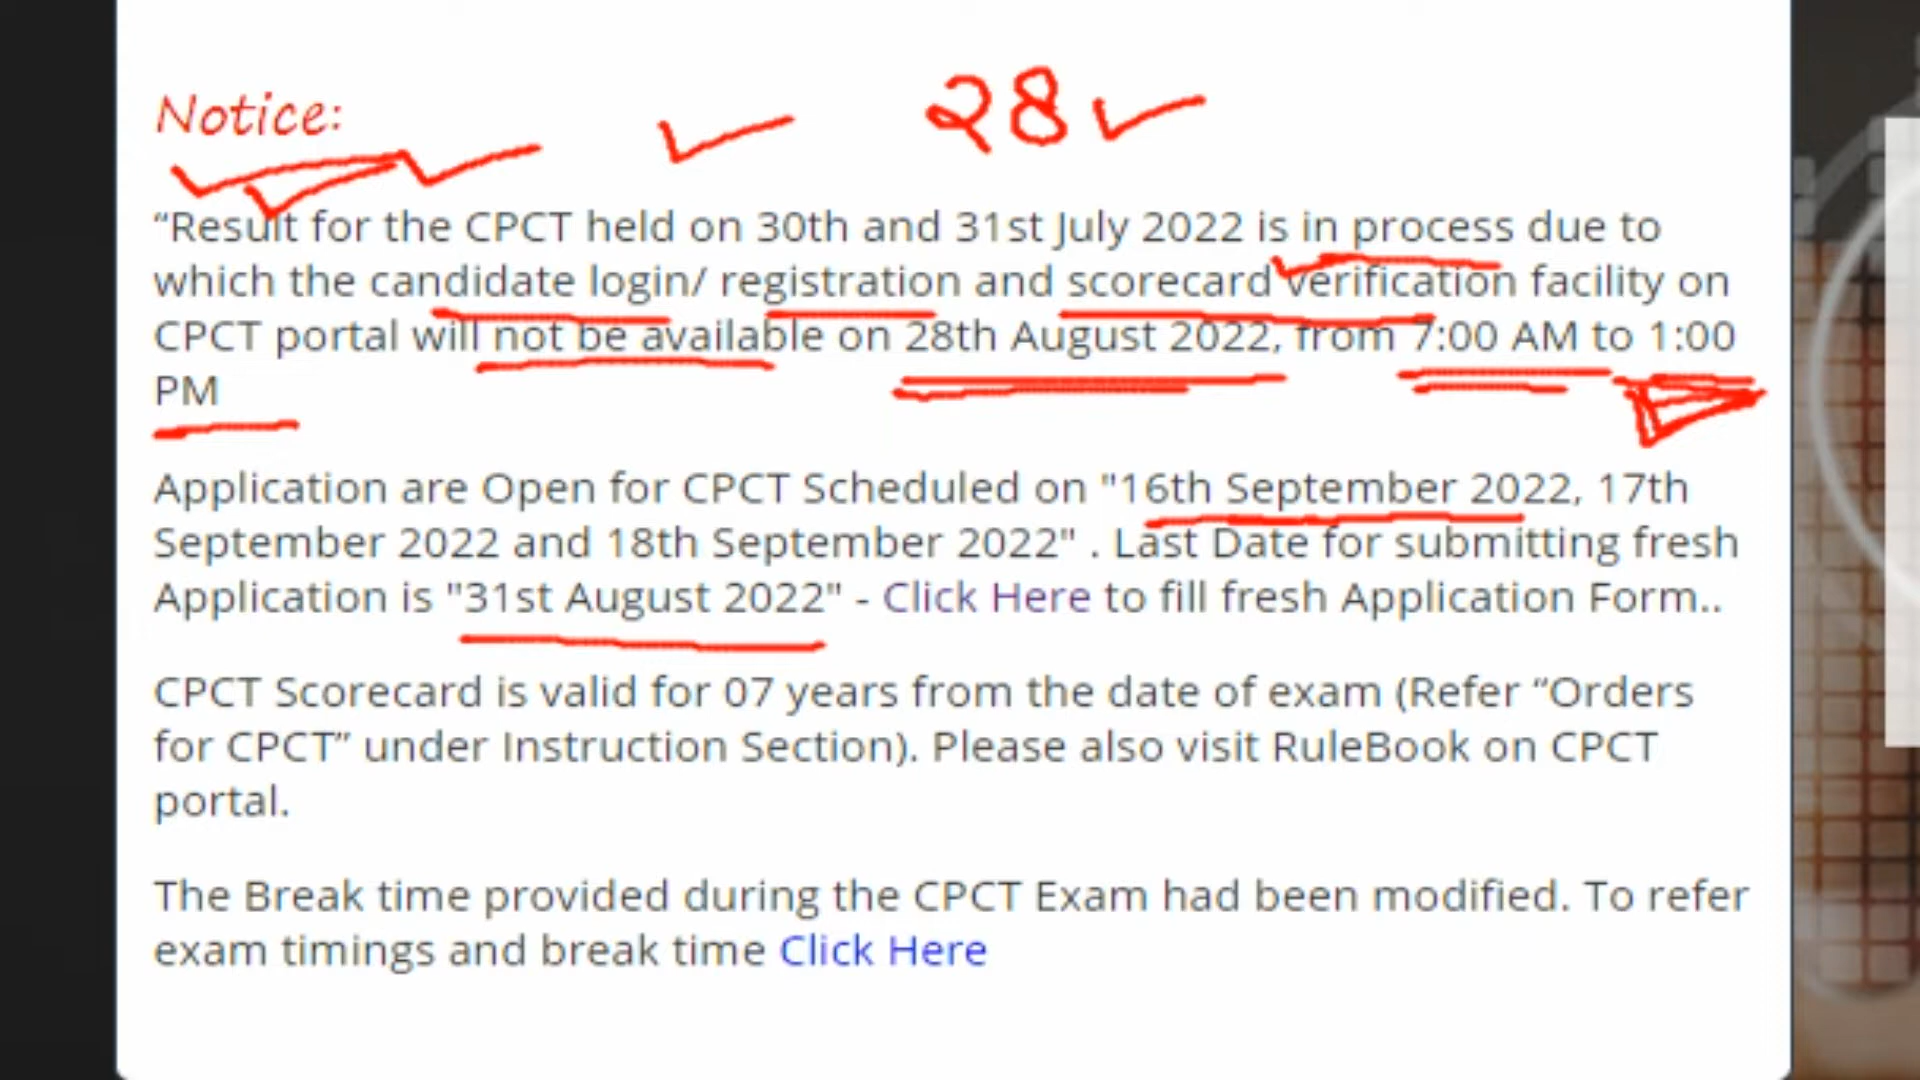 Notice:
28
“Result for the CPCT held on 30th and 31st July 2022 is in process due to
which the candidate login/ registration and scorecard verification facility on
CPCT portal will not be available on 28th August 2022, from 7:00 AM to 1:00
PM
Application are Open for CPCT Scheduled on "16th September 2022, 17th
September 2022 and 18th September 2022" . Last Date for submitting fresh
Application is "31st August 2022" - Click Here to fill fresh Application Form..
CPCT Scorecard is valid for 07 years from the date of exam (Refer “Orders
for CPCT” under Instruction Section). Please also visit RuleBook on CPCT
portal.
The Break time provided during the CPCT Exam had been modified. To refer
exam timings and break time Click Here